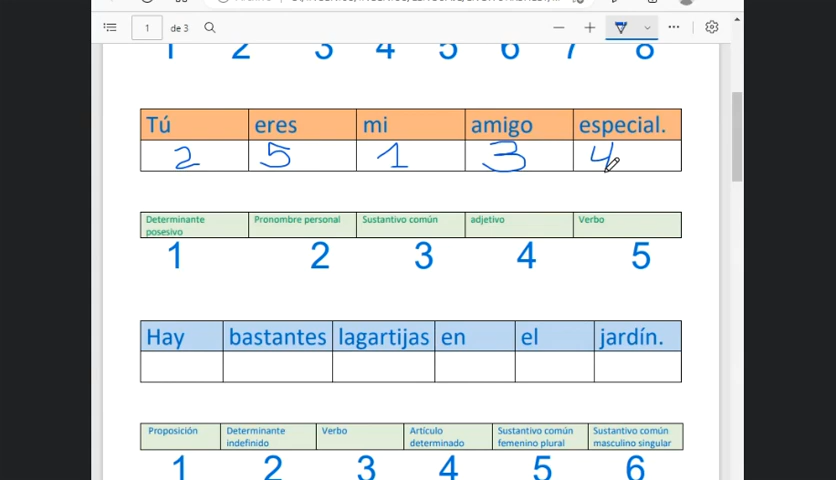 1 de 3
1 2 3 4 5 6 7 8
Tú eres mi amigo especial.
2 5 1 3 4
Determinante posesivo Pronombre personal Sustantivo común adjetivo Verbo
1 2 3 4 5
Hay bastantes lagartijas en el jardín.
Proposición Determinante indefinido Verbo Artículo determinado Sustantivo común femenino plural Sustantivo común masculino singular
1 2 3 4 5 6